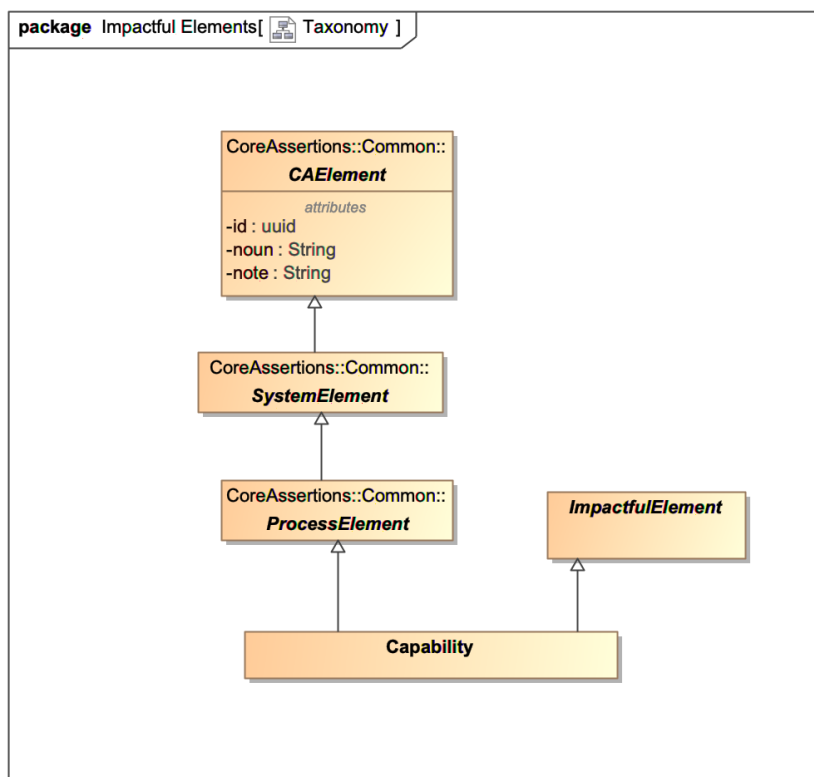 package Impactful Elements[ Taxonomy ]
CoreAssertions::Common::
CAElement
attributes
-id : uuid
-noun : String
-note : String
CoreAssertions::Common::
SystemElement
CoreAssertions::Common::
ProcessElement
ImpactfulElement
Capability